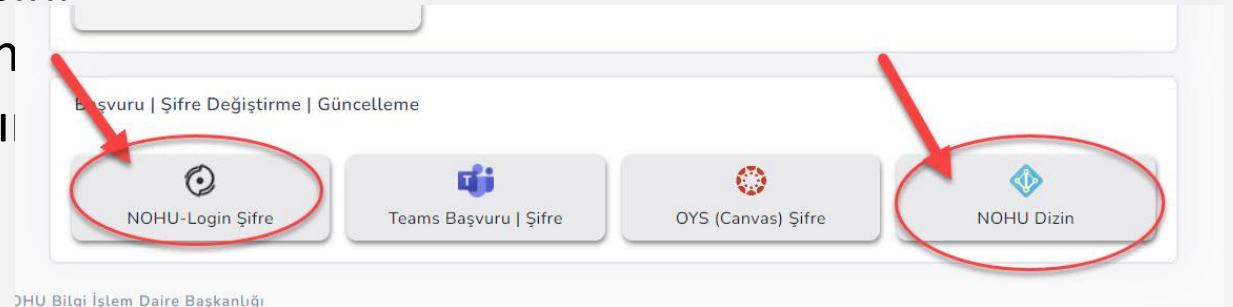 Başvuru | Şifre Değiştirme | Güncelleme
NOHU-Login Şifre
Teams Başvuru | Şifre
OYS (Canvas) Şifre
NOHU Dizin
OHU Bilgi İşlem Daire Başkanlığı